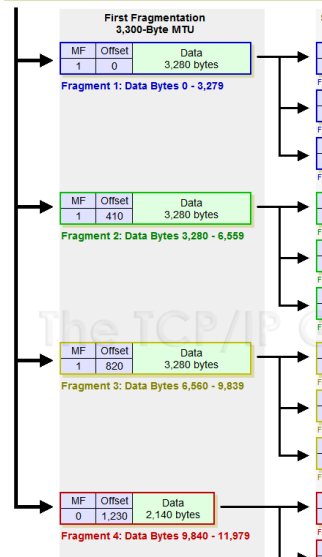 First Fragmentation
3,300-Byte MTU
MF Offset Data
1 0 3,280 bytes
Fragment 1: Data Bytes 0 - 3,279
MF Offset Data
1 410 3,280 bytes
Fragment 2: Data Bytes 3,280 - 6,559
The TCP/IP G
MF Offset Data
1 820 3,280 bytes
Fragment 3: Data Bytes 6,560 - 9,839
MF Offset Data
0 1,230 2,140 bytes
Fragment 4: Data Bytes 9,840 - 11,979